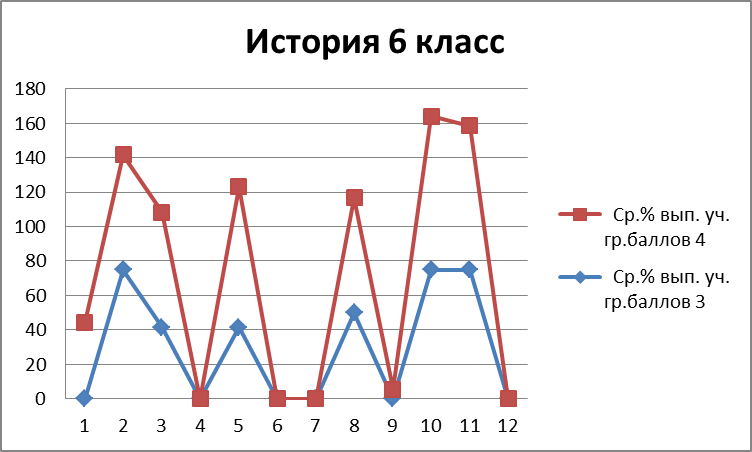 История 6 класс
180
160
140
120
100
80
60
40
20
0
1 2 3 4 5 6 7 8 9 10 11 12
Ср.% вып. уч.
гр.баллов 4
Ср.% вып. уч.
гр.баллов 3